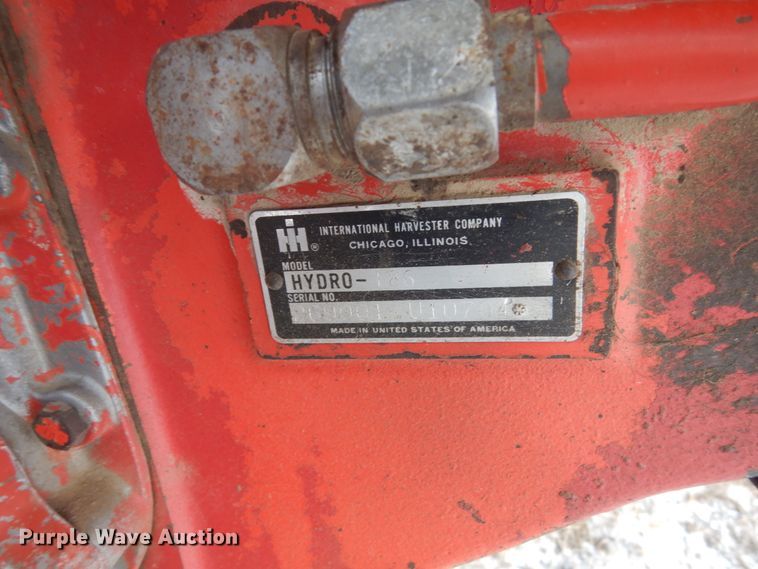 IH®
INTERNATIONAL HARVESTER COMPANY
CHICAGO, ILLINOIS
MODEL
HYDRO-
SERIAL NO.
MADE IN UNITED STATES OF AMERICA
Purple Wave Auction®